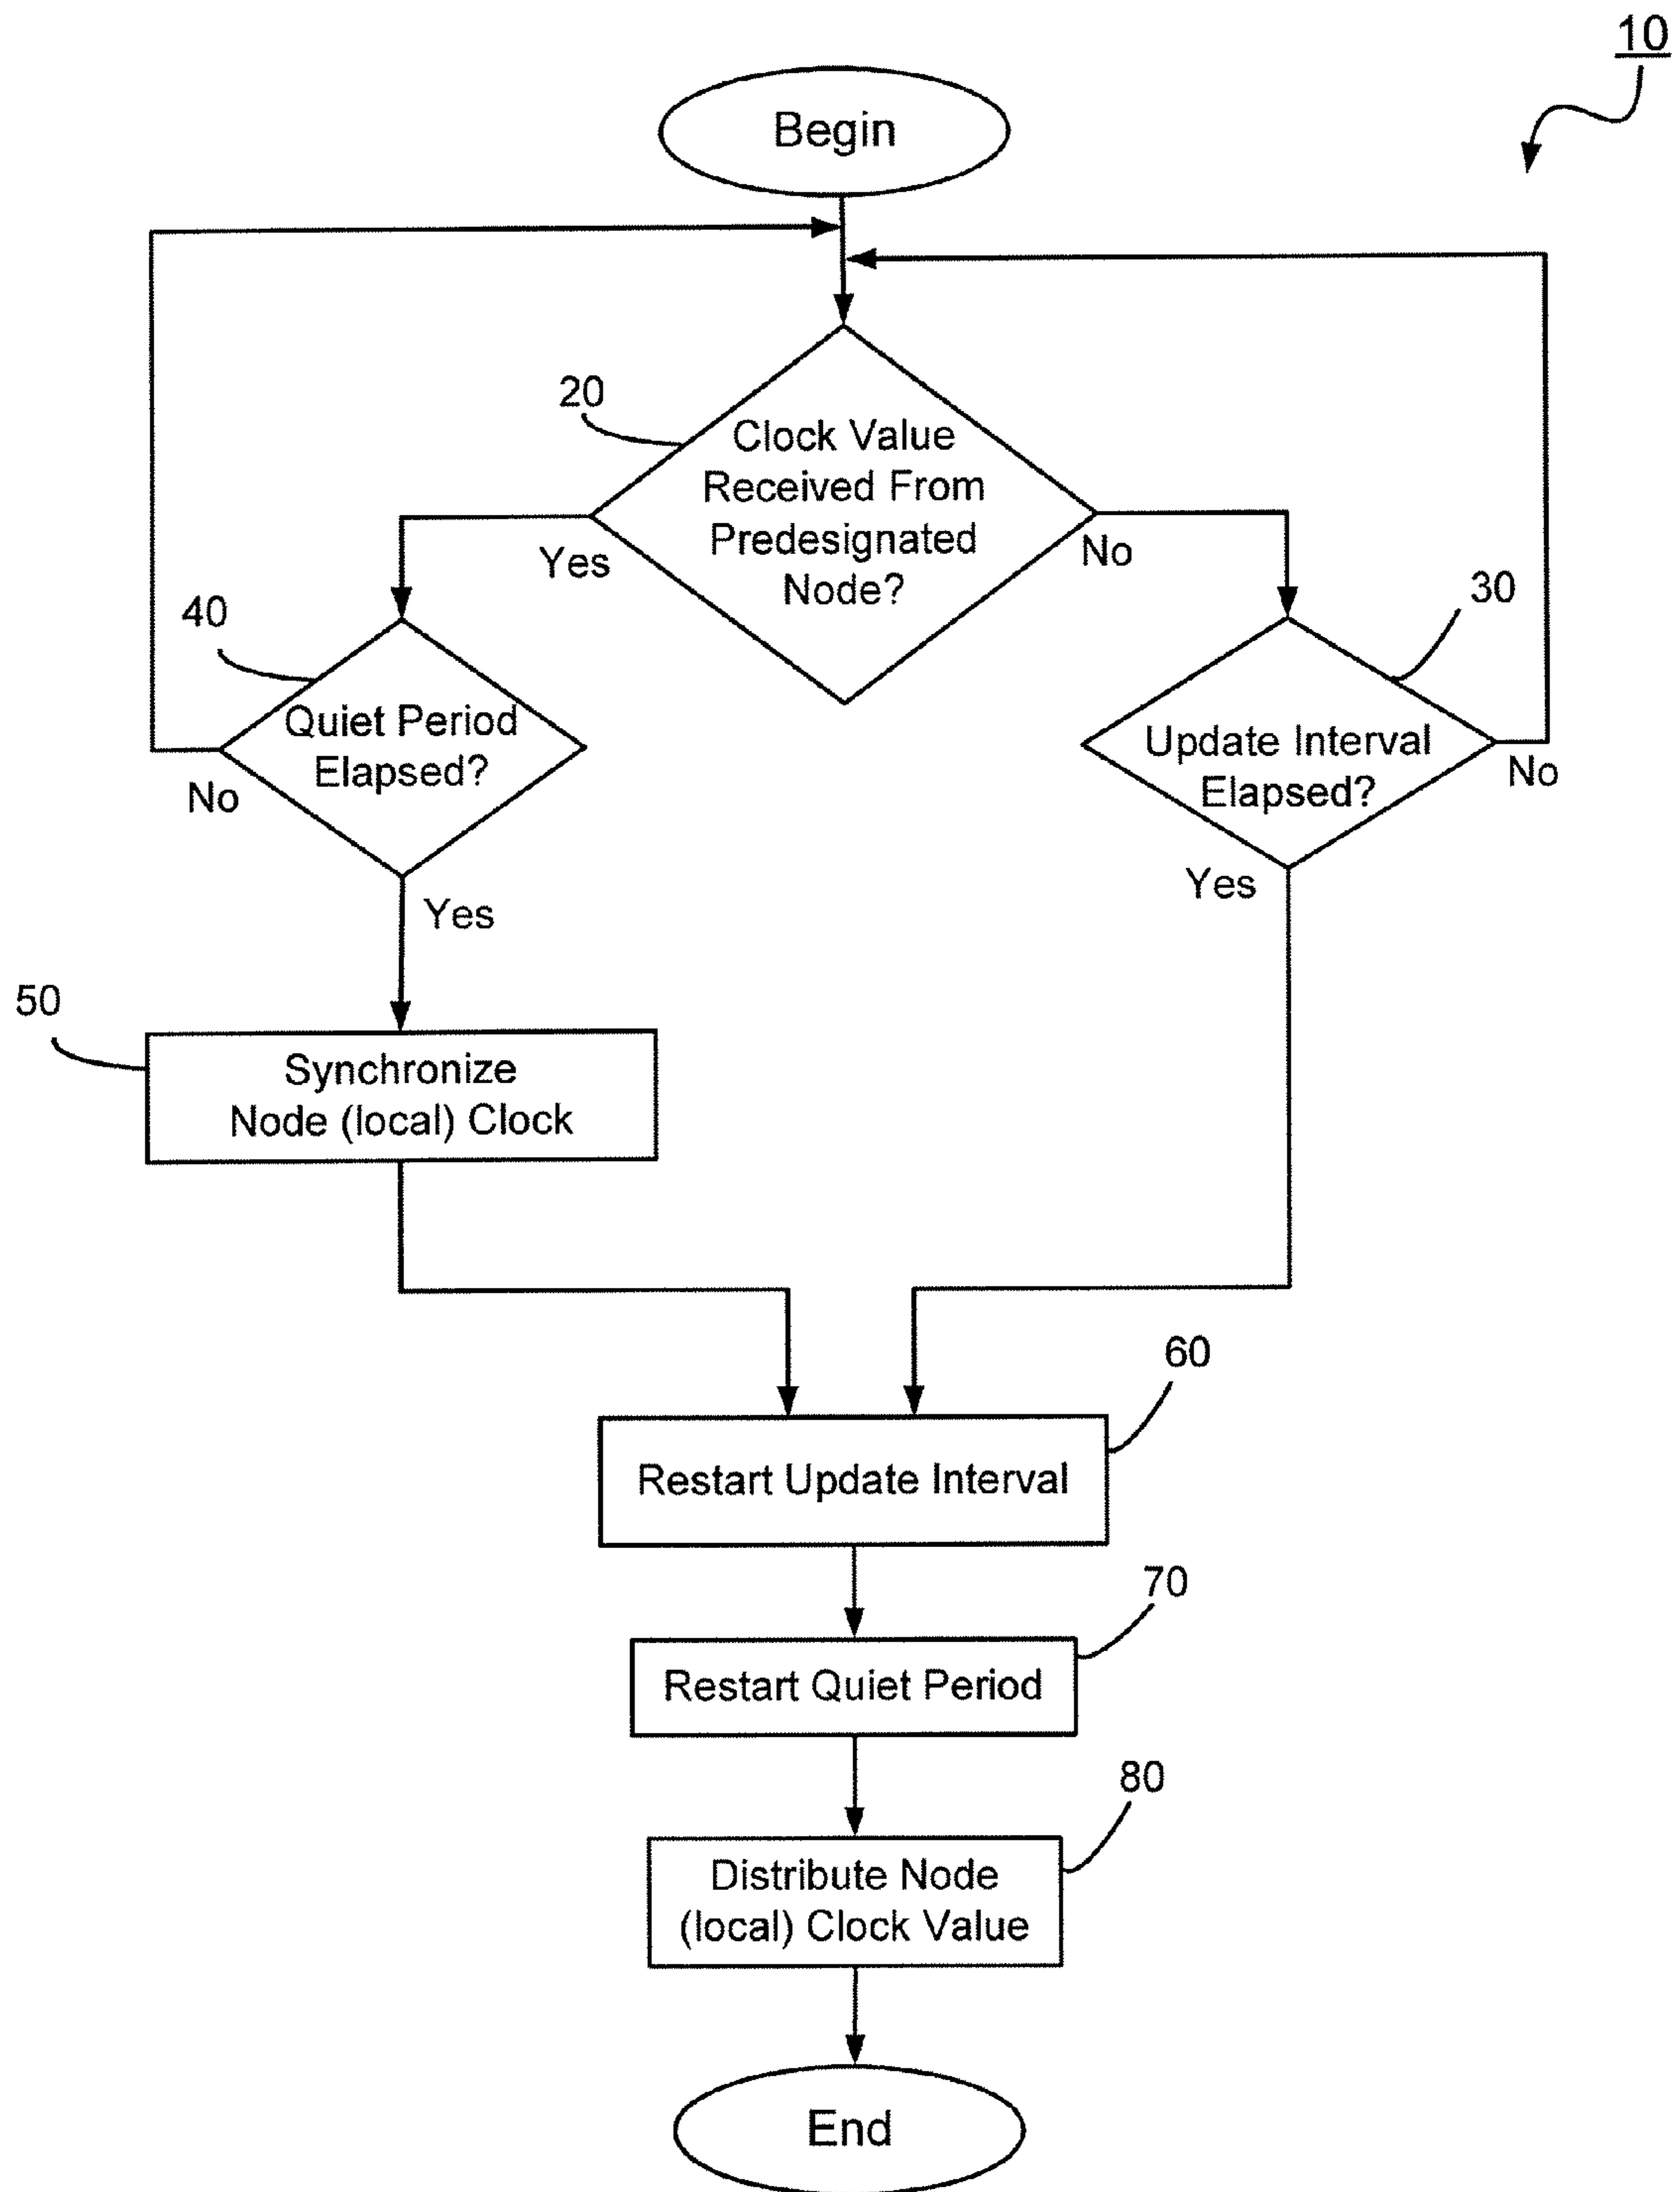 10
Begin
20
Clock Value
Received From
Predesignated
Node?
Yes
No
40
30
Quiet Period
Elapsed?
No
Update Interval
Elapsed?
No
Yes
Yes
50
Synchronize
Node (local) Clock
60
Restart Update Interval
70
Restart Quiet Period
80
Distribute Node
(local) Clock Value
End